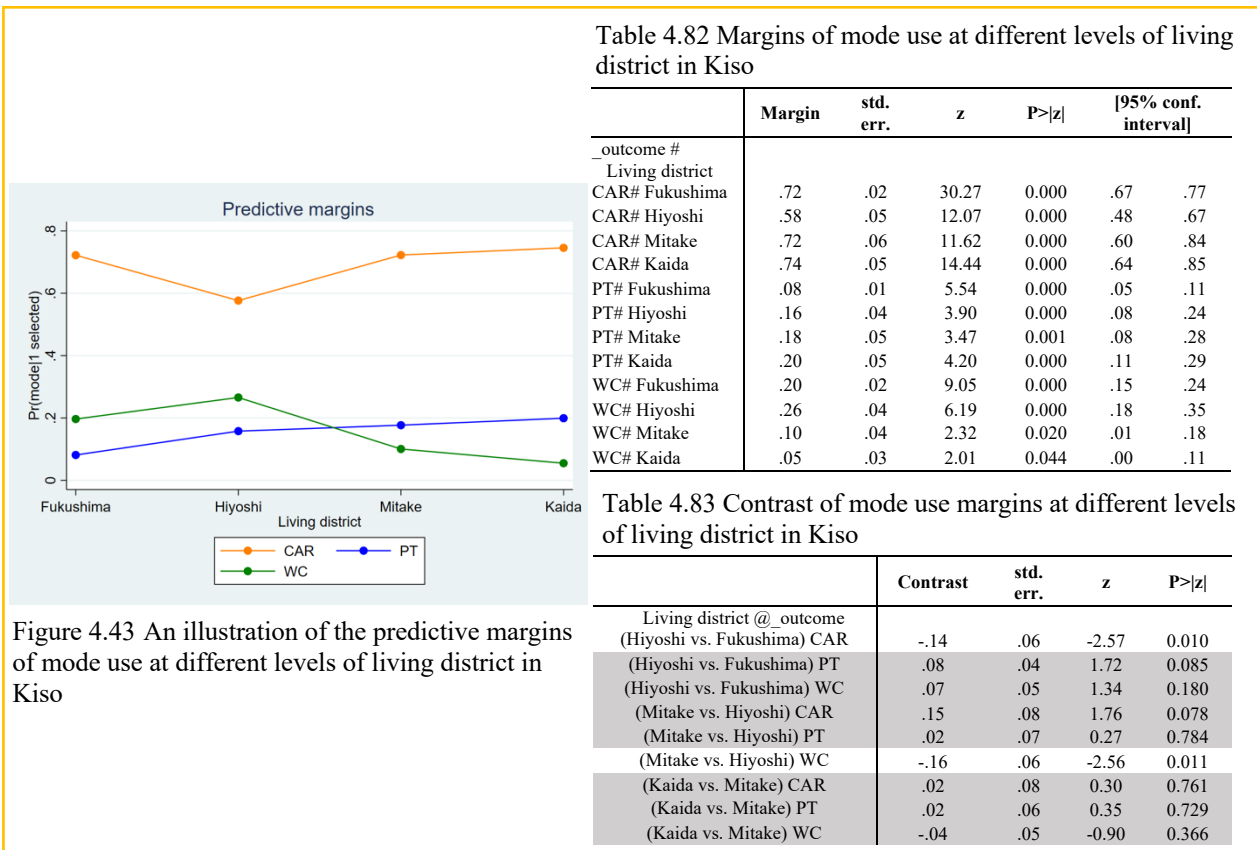 Predictive margins
Pr(mode|1 selected)
.8
.6
.4
.2
0
Fukushima Hiyoshi Mitake Kaida
Living district
CAR PT
WC
Figure 4.43 An illustration of the predictive margins
of mode use at different levels of living district in
Kiso
Table 4.82 Margins of mode use at different levels of living
district in Kiso
Margin std. err. z P>|z| [95% conf. interval]
_outcome #
Living district
CAR# Fukushima .72 .02 30.27 0.000 .67 .77
CAR# Hiyoshi .58 .05 12.07 0.000 .48 .67
CAR# Mitake .72 .06 11.62 0.000 .60 .84
CAR# Kaida .74 .05 14.44 0.000 .64 .85
PT# Fukushima .08 .01 5.54 0.000 .05 .11
PT# Hiyoshi .16 .04 3.90 0.000 .08 .24
PT# Mitake .18 .05 3.47 0.001 .08 .28
PT# Kaida .20 .05 4.20 0.000 .11 .29
WC# Fukushima .20 .02 9.05 0.000 .15 .24
WC# Hiyoshi .26 .04 6.19 0.000 .18 .35
WC# Mitake .10 .04 2.32 0.020 .01 .18
WC# Kaida .05 .03 2.01 0.044 .00 .11
Table 4.83 Contrast of mode use margins at different levels
of living district in Kiso
Contrast std. err. z P>|z|
Living district @_outcome
(Hiyoshi vs. Fukushima) CAR -.14 .06 -2.57 0.010
(Hiyoshi vs. Fukushima) PT .08 .04 1.72 0.085
(Hiyoshi vs. Fukushima) WC .07 .05 1.34 0.180
(Mitake vs. Hiyoshi) CAR .15 .08 1.76 0.078
(Mitake vs. Hiyoshi) PT .02 .07 0.27 0.784
(Mitake vs. Hiyoshi) WC -.16 .06 -2.56 0.011
(Kaida vs. Mitake) CAR .02 .08 0.30 0.761
(Kaida vs. Mitake) PT .02 .06 0.35 0.729
(Kaida vs. Mitake) WC -.04 .05 -0.90 0.366